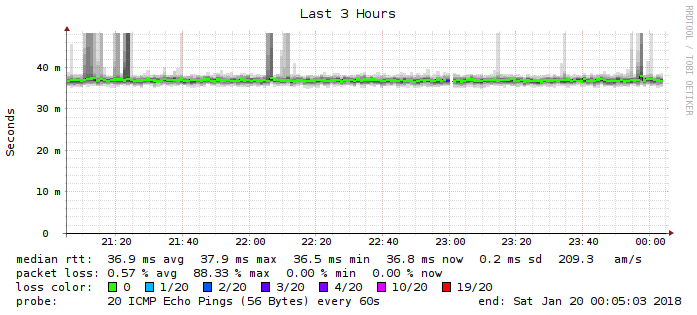 Last 3 Hours
RRDTOOL / TOBI OETIKER
Seconds
40 m
30 m
20 m
10 m
0
21:20 21:40 22:00 22:20 22:40 23:00 23:20 23:40 00:00
median rtt: 36.9 ms avg 37.9 ms max 36.5 ms min 36.8 ms now 0.2 ms sd 209.3 am/s
packet loss: 0.57 % avg 88.33 % max 0.00 % min 0.00 % now
loss color: 0 1/20 2/20 3/20 4/20 10/20 19/20
probe: 20 ICMP Echo Pings (56 Bytes) every 60s end: Sat Jan 20 00:05:03 2018